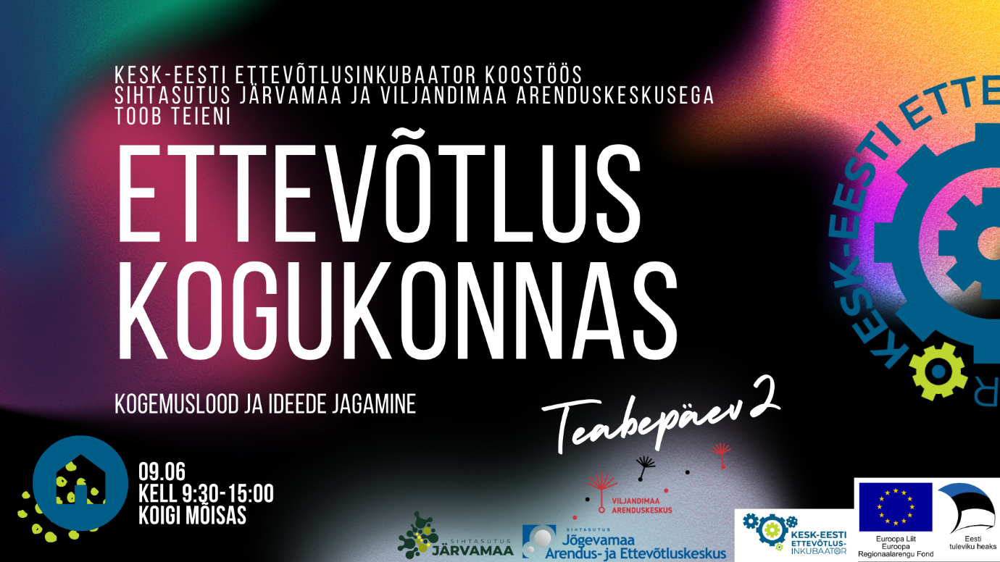 KESK-EESTI ETTEVÕTLUSINKUBAATOR KOOSTÖÖS
SIHTASUTUS JÄRVAMAA JA VILJANDIMAA ARENDUSKESKUSEGA
TOOB TEIENI
ETTEVÕTLUS
KOGUKONNAS
KOGEMUSLOOD JA IDEEDE JAGAMINE
Teabepäev 2
09.06
KELL 9:30-15:00
KOIGI MÕISAS
KESK-EESTI ETTE
R
VILJANDIMAA
ARENDUSKESKUS
SIHTASUTUS
JÄRVAMAA
SIHTASUTUS
Jõgevamaa
Arendus- ja Ettevõtluskeskus
KESK-EESTI
ETTEVÕTLUS-
INKUBAATOR
Euroopa Liit
Euroopa
Regionaalarengu Fond
Eesti
tuleviku heaks